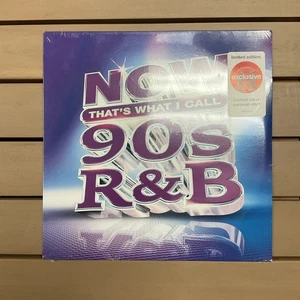 NOW
THAT'S WHAT I CALL
90s
R&B
limited edition
exclusive